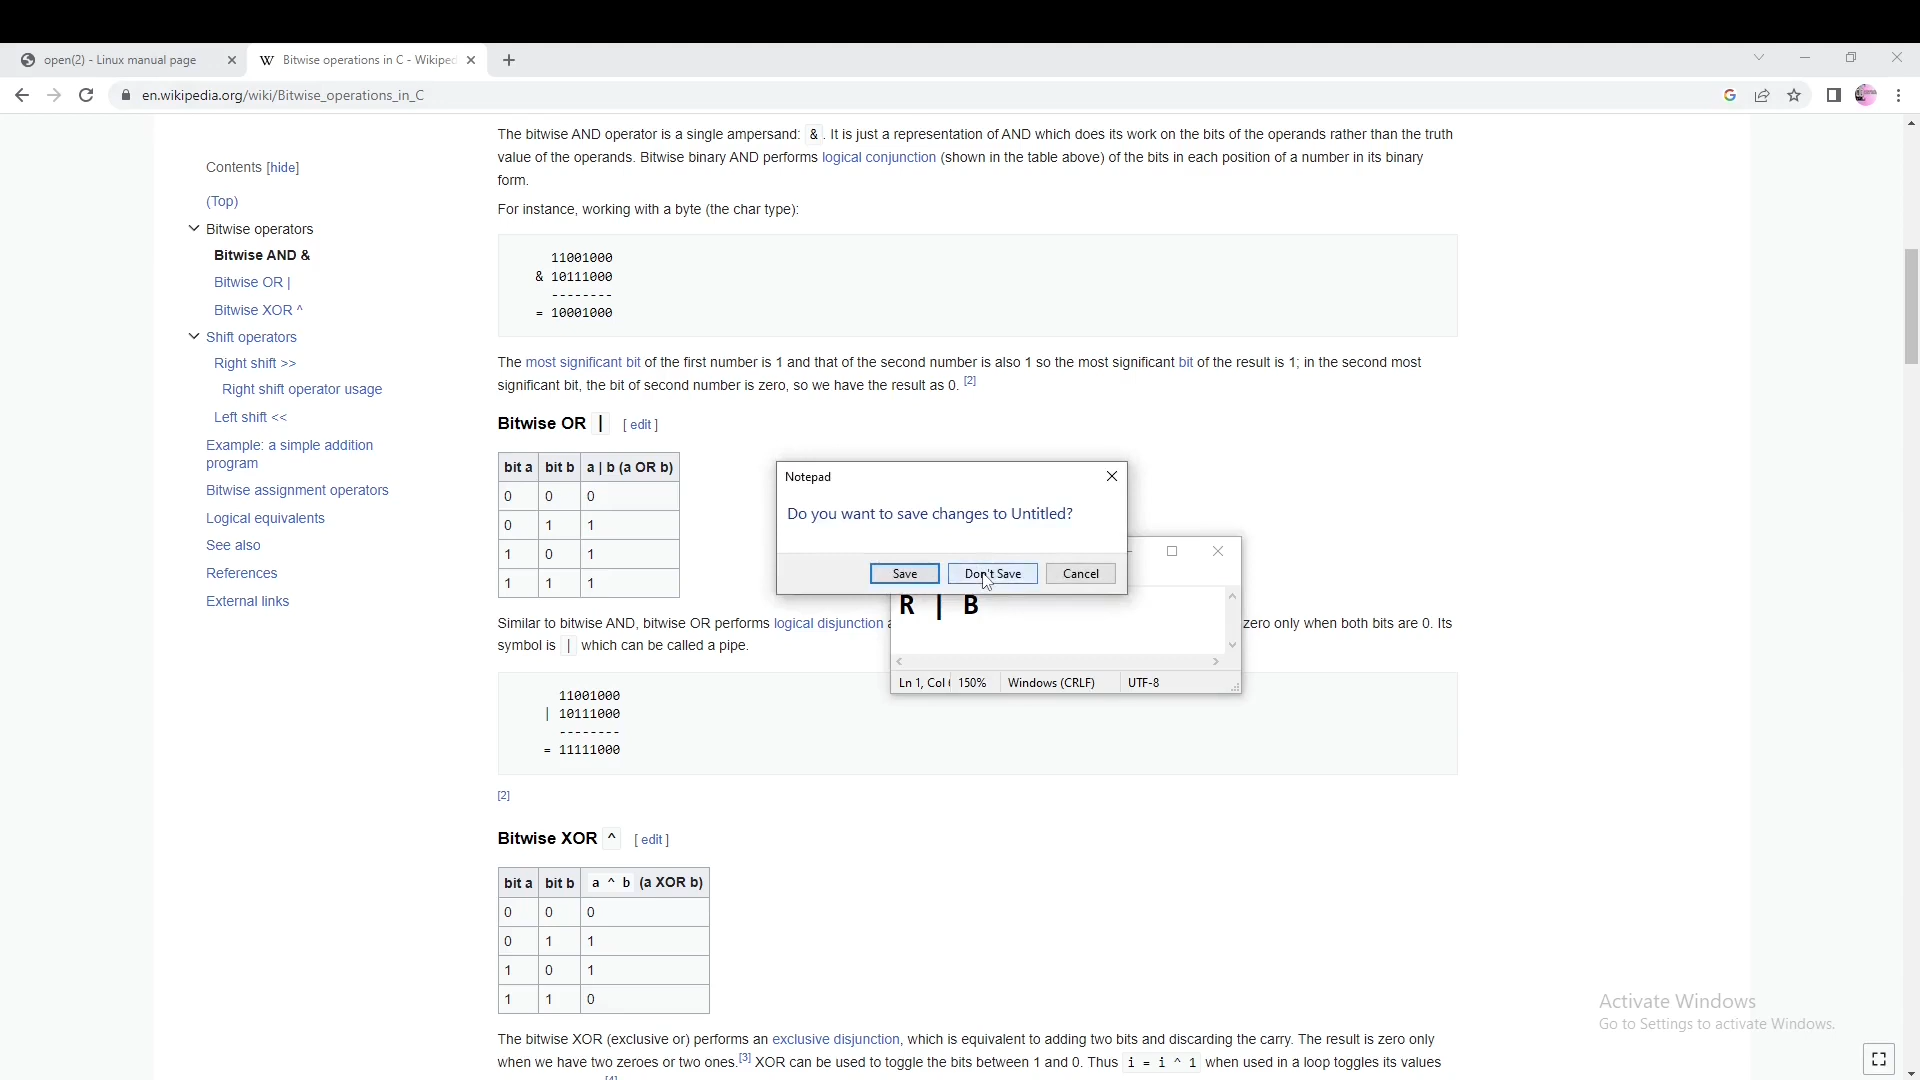 open(2) - Linux manual page
Bitwise operations in C - Wikiped
en.wikipedia.org/wiki/Bitwise_operations_in_C
Contents [hide]
(Top)
Bitwise operators
Bitwise AND &
Bitwise OR |
Bitwise XOR ^
Shift operators
Right shift >>
Right shift operator usage
Left shift <<
Example: a simple addition
program
Bitwise assignment operators
Logical equivalents
See also
References
External links
The bitwise AND operator is a single ampersand: & . It is just a representation of AND which does its work on the bits of the operands rather than the truth
value of the operands. Bitwise binary AND performs logical conjunction (shown in the table above) of the bits in each position of a number in its binary
form.
For instance, working with a byte (the char type):
11001000
& 10111000
--------
= 10001000
The most significant bit of the first number is 1 and that of the second number is also 1 so the most significant bit of the result is 1; in the second most
significant bit, the bit of second number is zero, so we have the result as 0. [2]
Bitwise OR | [ edit ]
bit a bit b a | b (a OR b)
0 0 0
0 1 1
1 0 1
1 1 1
Similar to bitwise AND, bitwise OR performs logical disjunction
zero only when both bits are 0. Its
symbol is | which can be called a pipe.
11001000
| 10111000
--------
= 11111000
[2]
Bitwise XOR ^ [ edit ]
bit a bit b a ^ b (a XOR b)
0 0 0
0 1 1
1 0 1
1 1 0
The bitwise XOR (exclusive or) performs an exclusive disjunction, which is equivalent to adding two bits and discarding the carry. The result is zero only
when we have two zeroes or two ones.[3] XOR can be used to toggle the bits between 1 and 0. Thus i = i ^ 1 when used in a loop toggles its values
Notepad
Do you want to save changes to Untitled?
Save Don't Save Cancel
R | B
Ln 1, Col 150% Windows (CRLF) UTF-8
Activate Windows
Go to Settings to activate Windows.